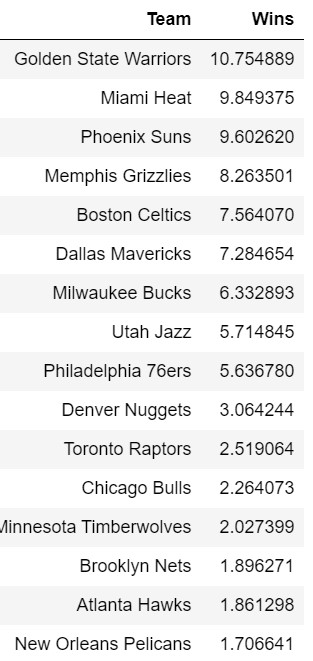 Team Wins
Golden State Warriors 10.754889
Miami Heat 9.849375
Phoenix Suns 9.602620
Memphis Grizzlies 8.263501
Boston Celtics 7.564070
Dallas Mavericks 7.284654
Milwaukee Bucks 6.332893
Utah Jazz 5.714845
Philadelphia 76ers 5.636780
Denver Nuggets 3.064244
Toronto Raptors 2.519064
Chicago Bulls 2.264073
Minnesota Timberwolves 2.027399
Brooklyn Nets 1.896271
Atlanta Hawks 1.861298
New Orleans Pelicans 1.706641